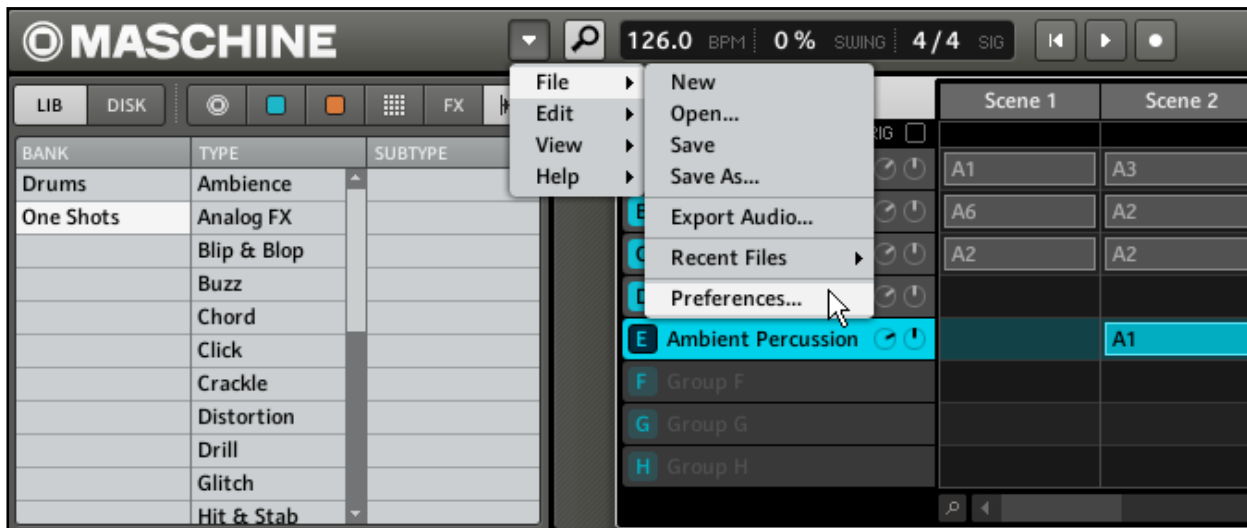 MASCHINE
126.0 BPM 0% SWING 4/4 SIG
LIB DISK FX
File
Edit
View
Help
New
Open...
Save
Save As...
Export Audio...
Recent Files
Preferences...
BANK TYPE SUBTYPE
Drums
One Shots
Ambience
Analog FX
Blip & Blop
Buzz
Chord
Click
Crackle
Distortion
Drill
Glitch
Hit & Stab
Scene 1 Scene 2
A1 A3
A6 A2
A2 A2
E Ambient Percussion A1
F Group F
G Group G
H Group H